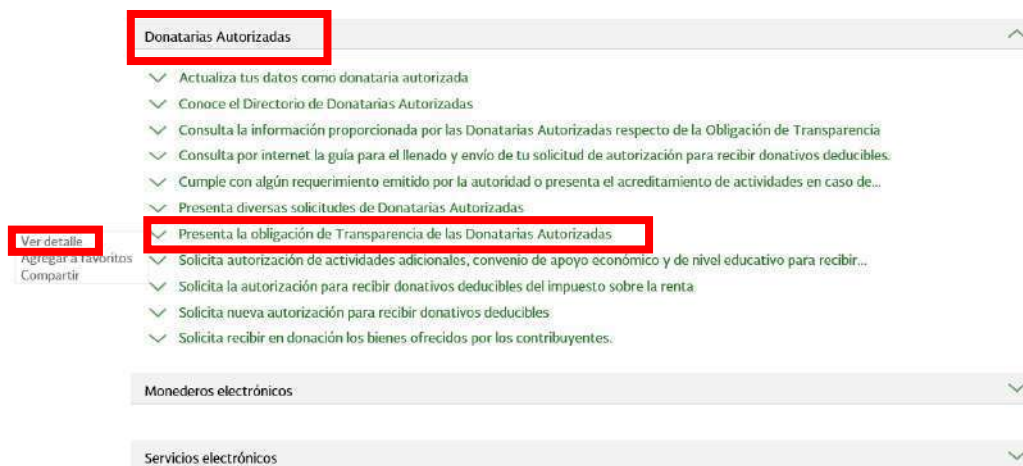 Donatarias Autorizadas
Actualiza tus datos como donataria autorizada
Conoce el Directorio de Donatarias Autorizadas
Consulta la información proporcionada por las Donatarias Autorizadas respecto de la Obligación de Transparencia
Consulta por internet la guía para el llenado y envío de tu solicitud de autorización para recibir donativos deducibles.
Cumple con algún requerimiento emitido por la autoridad o presenta el acreditamiento de actividades en caso de...
Presenta diversas solicitudes de Donatarias Autorizadas
Presenta la obligación de Transparencia de las Donatarias Autorizadas
Ver detalle
Agregar a favoritos
Compartir
Solicita autorización de actividades adicionales, convenio de apoyo económico y de nivel educativo para recibir...
Solicita la autorización para recibir donativos deducibles del impuesto sobre la renta
Solicita nueva autorización para recibir donativos deducibles
Solicita recibir en donación los bienes ofrecidos por los contribuyentes.
Monederos electrónicos
Servicios electrónicos